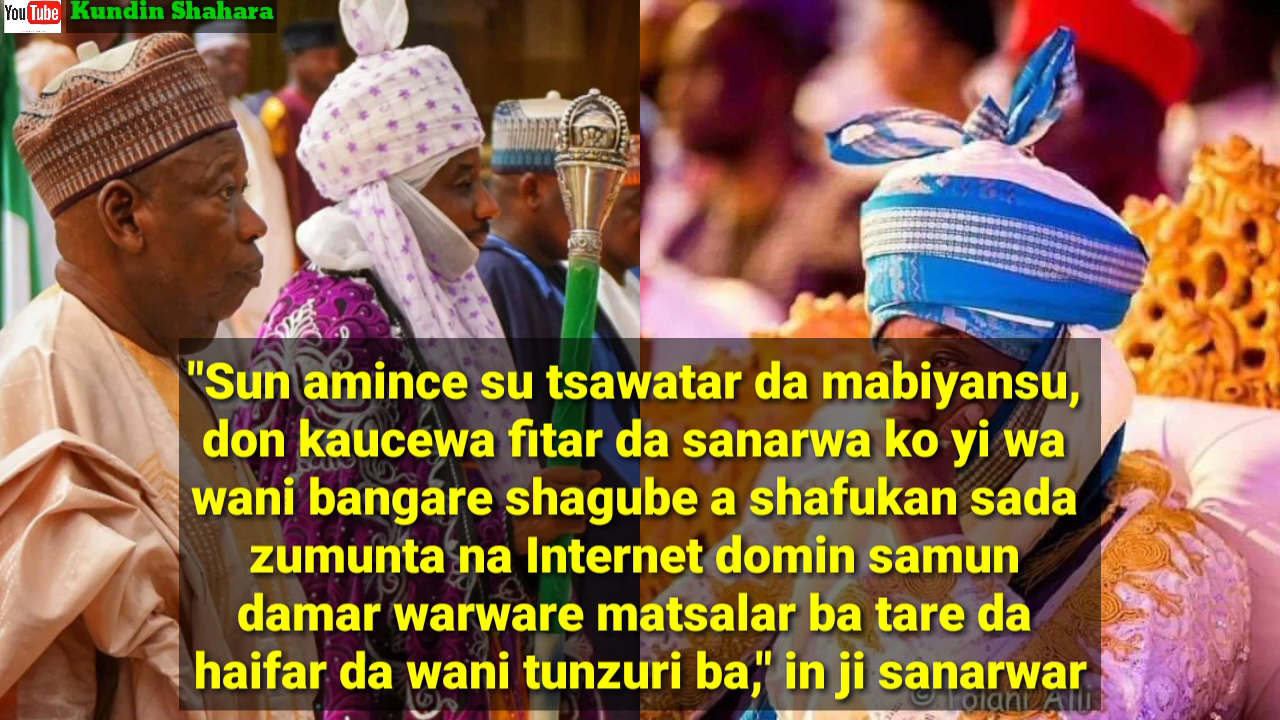 YouTube Kundin Shahara
"Sun amince su tsawatar da mabiyansu,
don kaucewa fitar da sanarwa ko yi wa
wani bangare shagube a shafukan sada
zumunta na Internet domin samun
damar warware matsalar ba tare da
haifar da wani tunzuri ba," in ji sanarwar
© Tolani Alli